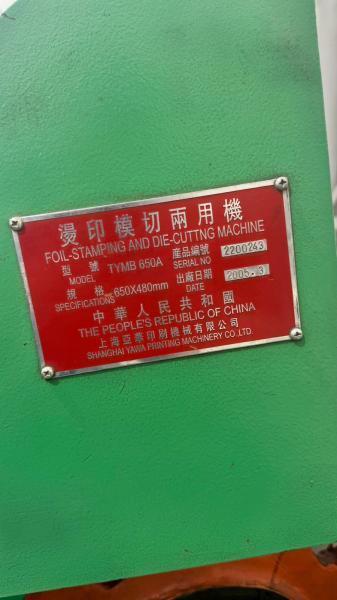 燙印模切兩用機
FOIL-STAMPING AND DIE-CUTTNG MACHINE
型 號 TYMB 650A 産品編號 2200243
MODEL SERIAL NO
規 格 650X480mm 出廠日期 2005.3
SPECIFICATIONS DATE
中華人民共和國
THE PEOPLE'S REPUBLIC OF CHINA
上海亞華印刷機械有限公司
SHANGHAI YAWA PRINTING MACHINERY CO.,LTD.